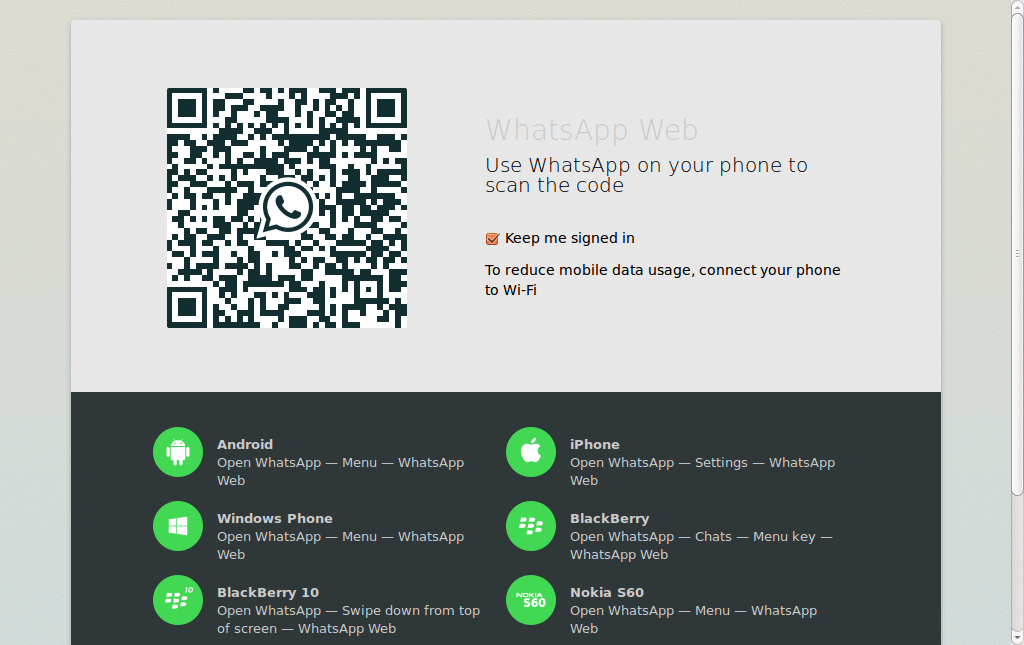 WhatsApp Web
Use WhatsApp on your phone to
scan the code
Keep me signed in
To reduce mobile data usage, connect your phone
to Wi-Fi
Android
Open WhatsApp — Menu — WhatsApp
Web
iPhone
Open WhatsApp — Settings — WhatsApp
Web
Windows Phone
Open WhatsApp — Menu — WhatsApp
Web
BlackBerry
Open WhatsApp — Chats — Menu key —
WhatsApp Web
10
BlackBerry 10
Open WhatsApp — Swipe down from top
of screen — WhatsApp Web
NOKIA
S60
Nokia S60
Open WhatsApp — Menu — WhatsApp
Web